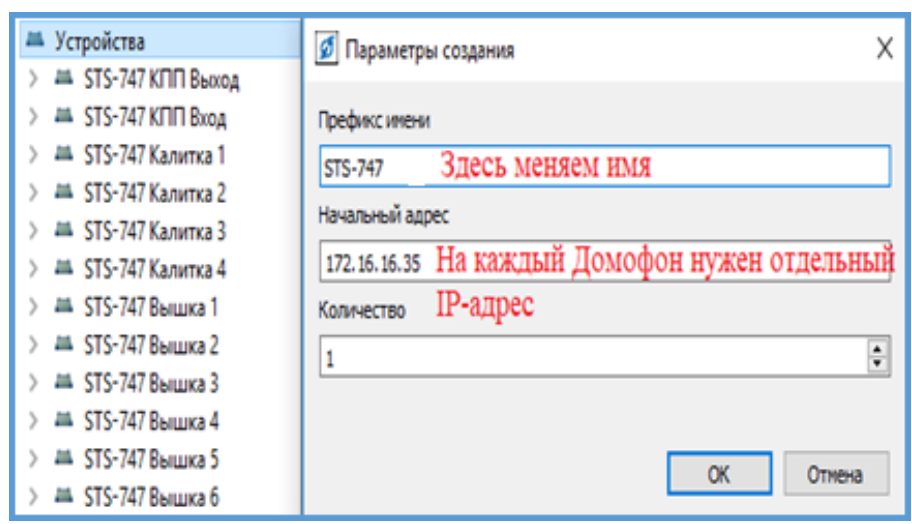 Устройства
STS-747 КПП Выход
STS-747 КПП Вход
STS-747 Калитка 1
STS-747 Калитка 2
STS-747 Калитка 3
STS-747 Калитка 4
STS-747 Вышка 1
STS-747 Вышка 2
STS-747 Вышка 3
STS-747 Вышка 4
STS-747 Вышка 5
STS-747 Вышка 6
Параметры создания
Префикс имени
STS-747 Здесь меняем имя
Начальный адрес
172.16.16.35 На каждый Домофон нужен отдельный
Количество IP-адрес
1
OK Отмена